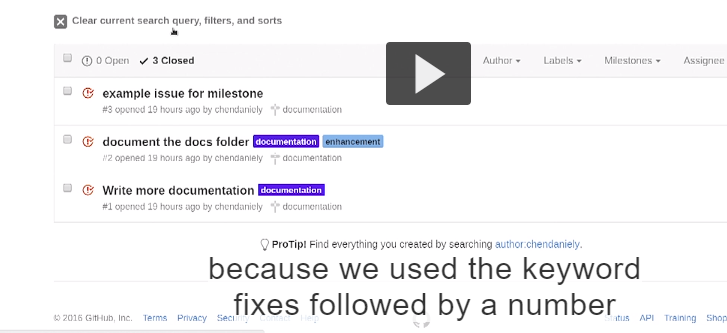 Clear current search query, filters, and sorts
0 Open 3 Closed Author Labels Milestones Assignee
example issue for milestone
#3 opened 19 hours ago by chendaniely documentation
document the docs folder documentation enhancement
#2 opened 19 hours ago by chendaniely documentation
Write more documentation documentation
#1 opened 19 hours ago by chendaniely documentation
ProTip! Find everything you created by searching author:chendaniely.
because we used the keyword
fixes followed by a number
© 2016 GitHub, Inc. Terms Privacy Help Status API Training Shop